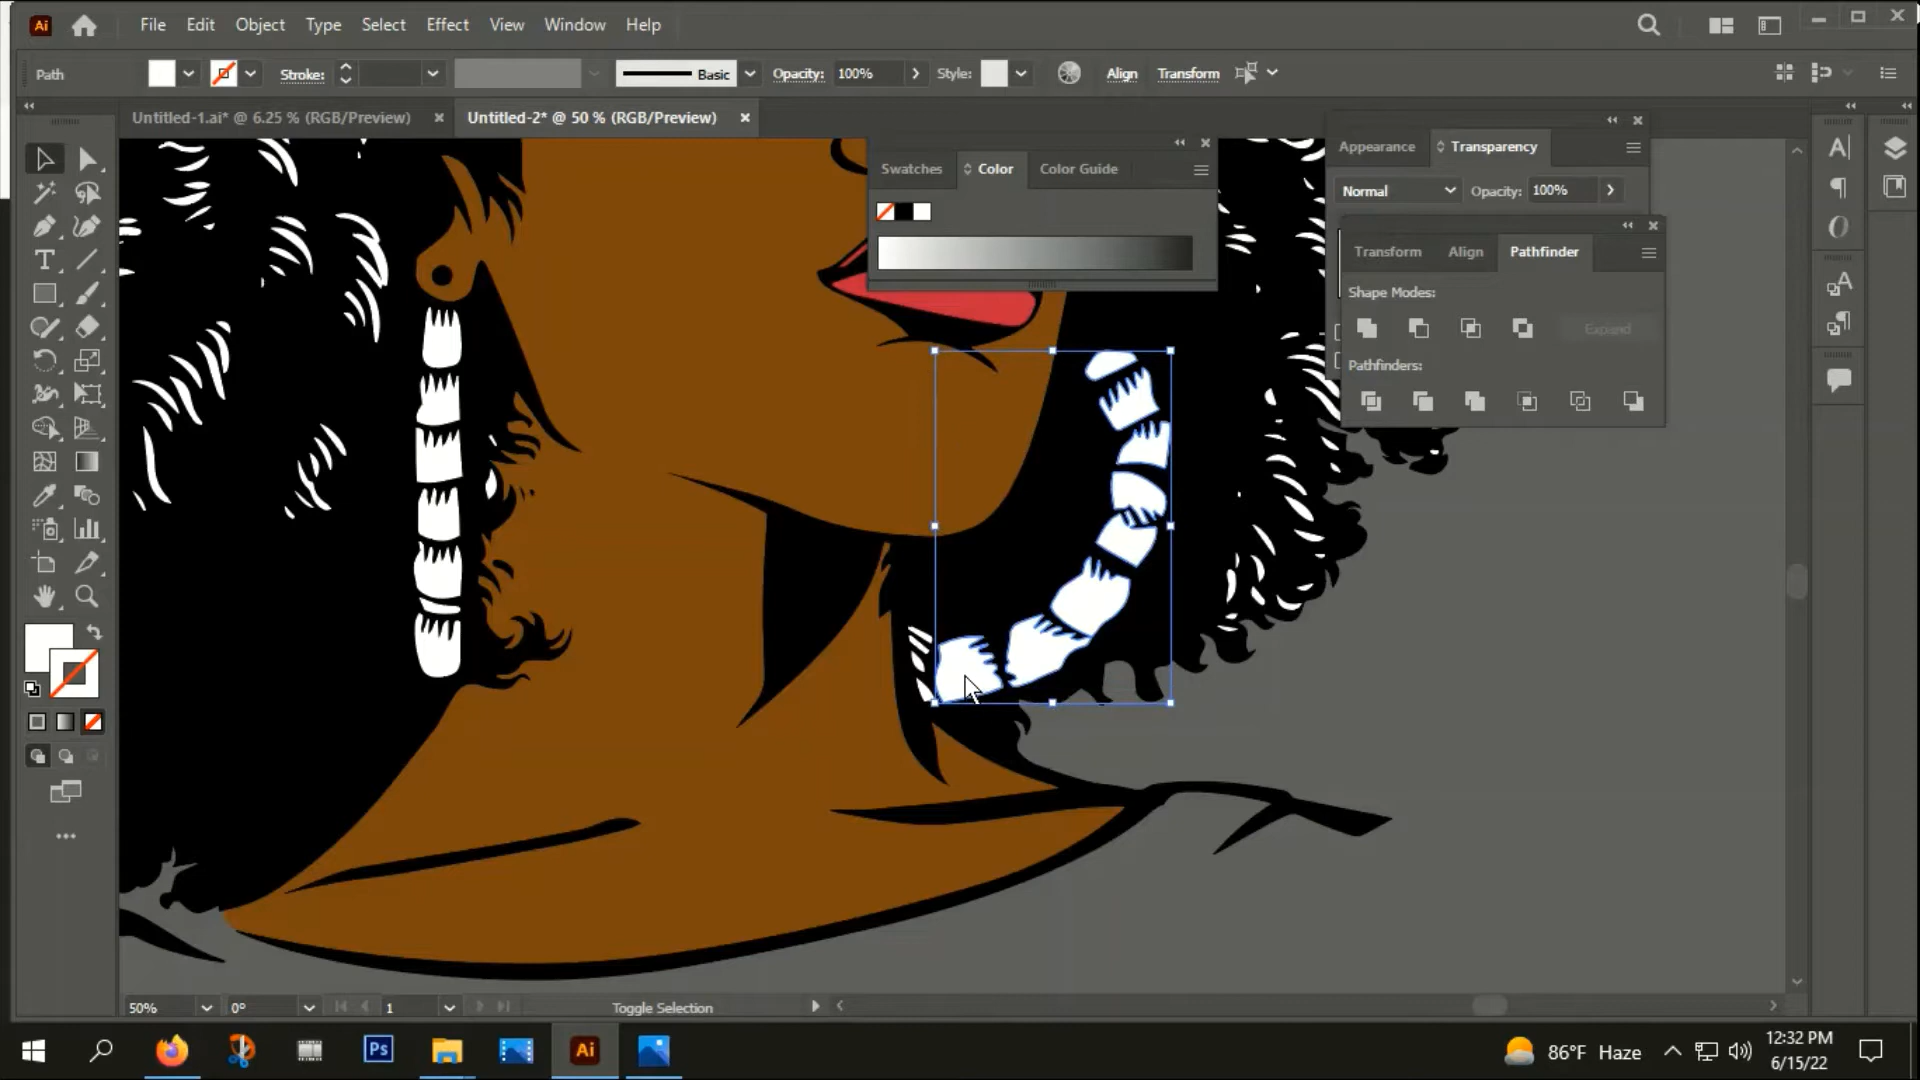 Ai File Edit Object Type Select Effect View Window Help
Path Stroke: Basic Opacity: 100% Style: Align Transform
Untitled-1.ai* @ 6.25 % (RGB/Preview) Untitled-2* @ 50 % (RGB/Preview)
Swatches Color Color Guide
Appearance Transparency
Normal Opacity: 100%
Transform Align Pathfinder
Shape Modes:
Expand
Pathfinders:
50% 0° 1 Toggle Selection
Ps Ai 86°F Haze 12:32 PM
6/15/22